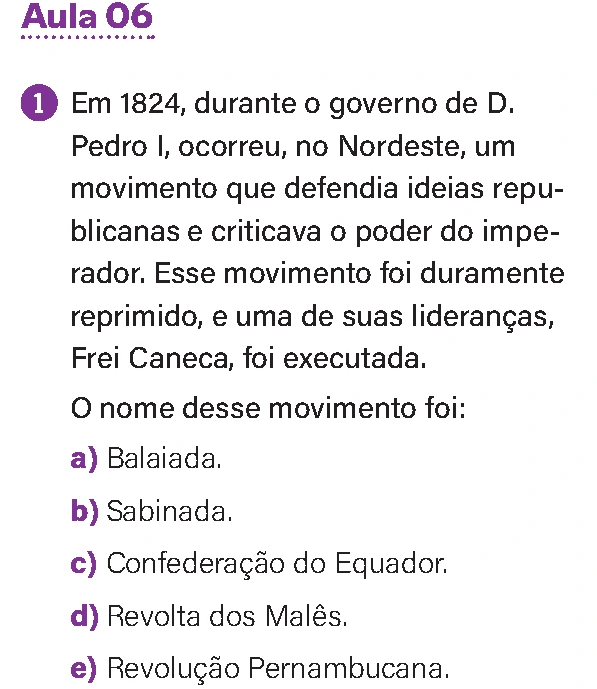 Aula 06
1 Em 1824, durante o governo de D.
Pedro I, ocorreu, no Nordeste, um
movimento que defendia ideias repu-
blicanas e criticava o poder do impe-
rador. Esse movimento foi duramente
reprimido, e uma de suas lideranças,
Frei Caneca, foi executada.
O nome desse movimento foi:
a) Balaiada.
b) Sabinada.
c) Confederação do Equador.
d) Revolta dos Malês.
e) Revolução Pernambucana.